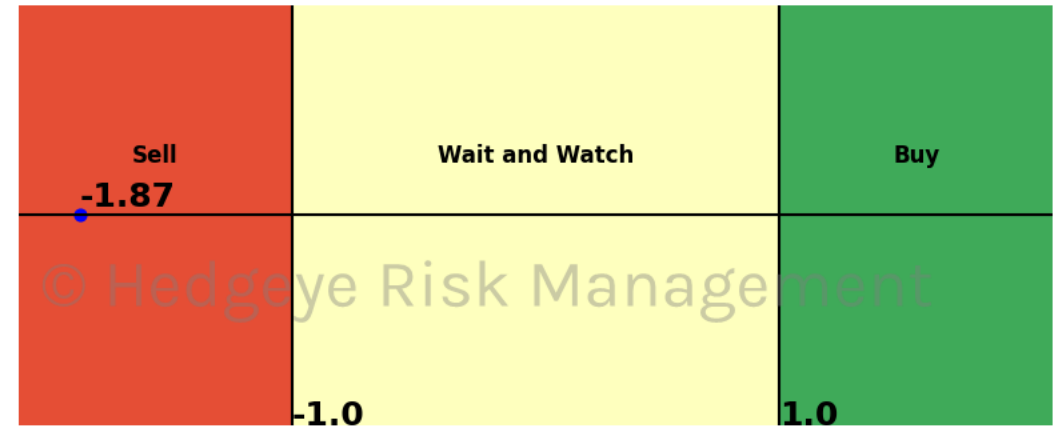 Sell
Wait and Watch
Buy
-1.87
© Hedgeye Risk Management
-1.0
1.0